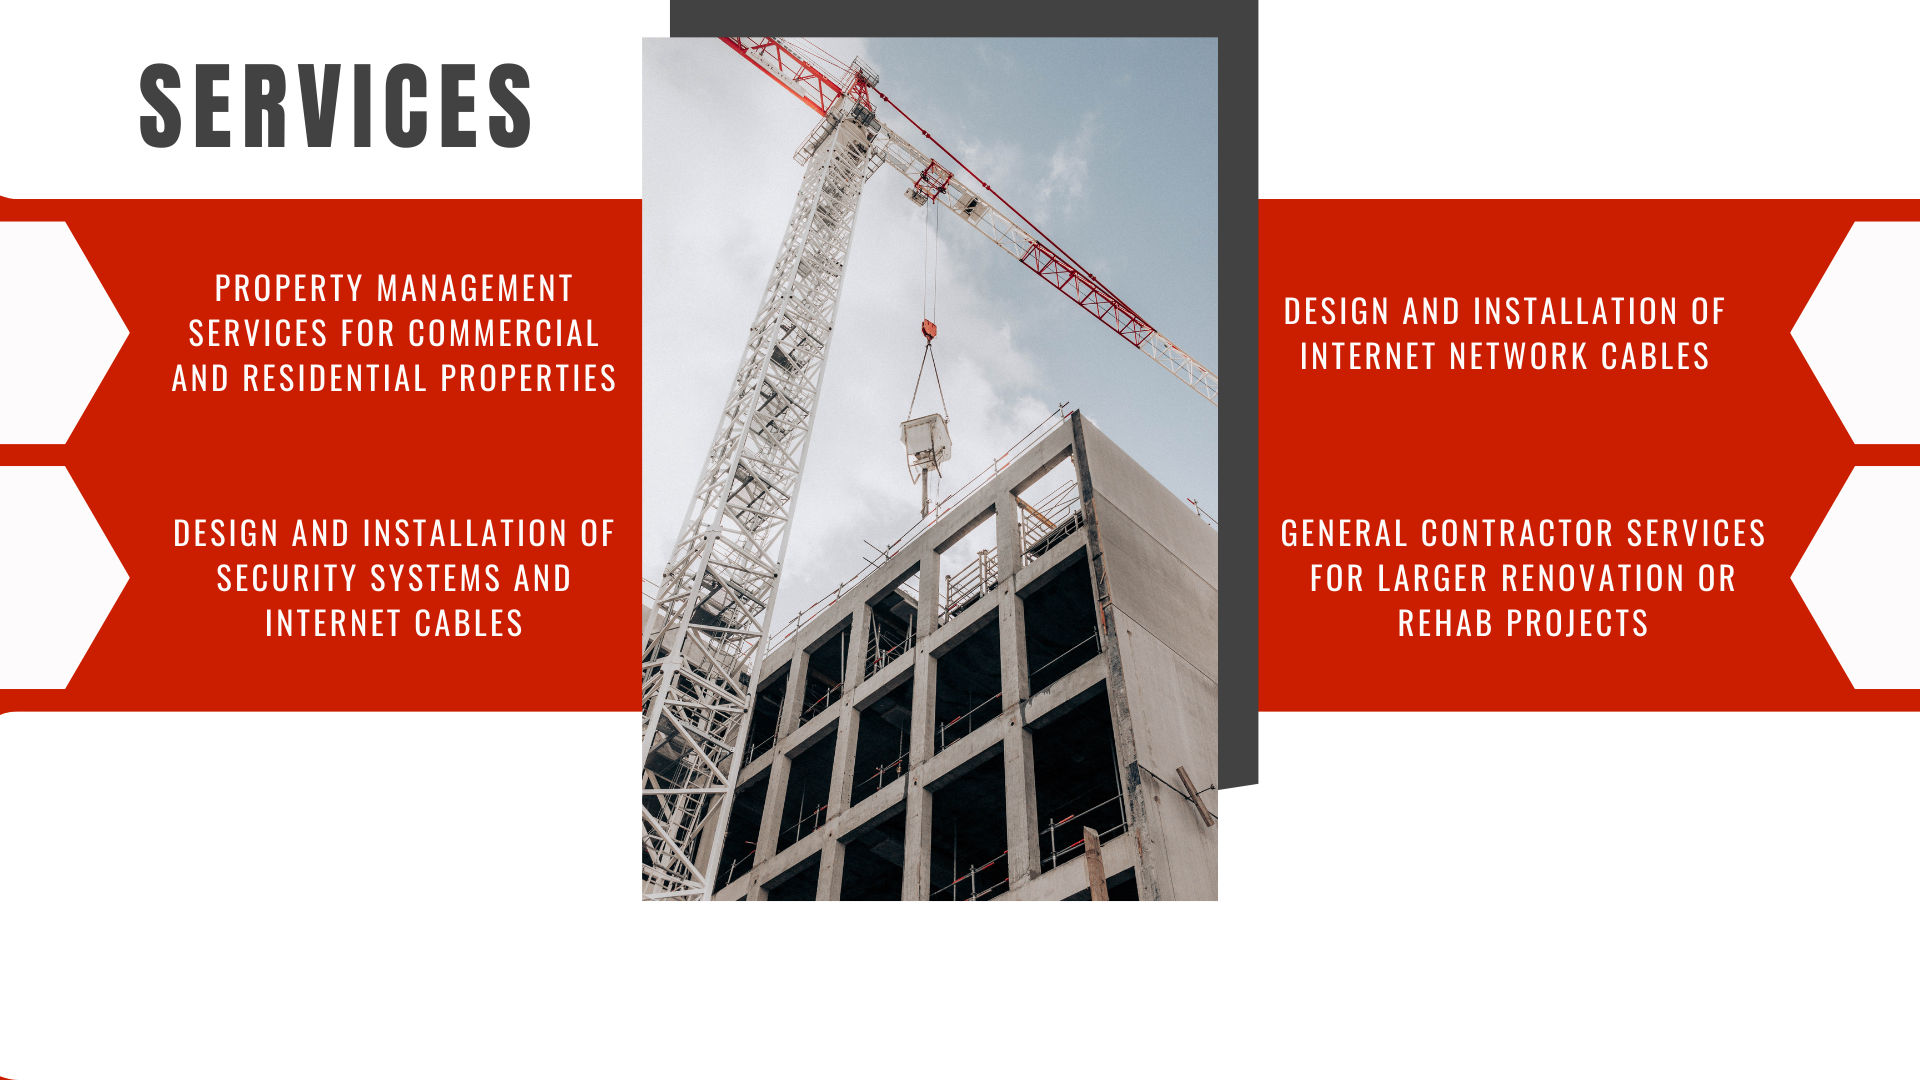 SERVICES
PROPERTY MANAGEMENT
SERVICES FOR COMMERCIAL
AND RESIDENTIAL PROPERTIES
DESIGN AND INSTALLATION OF
SECURITY SYSTEMS AND
INTERNET CABLES
DESIGN AND INSTALLATION OF
INTERNET NETWORK CABLES
GENERAL CONTRACTOR SERVICES
FOR LARGER RENOVATION OR
REHAB PROJECTS